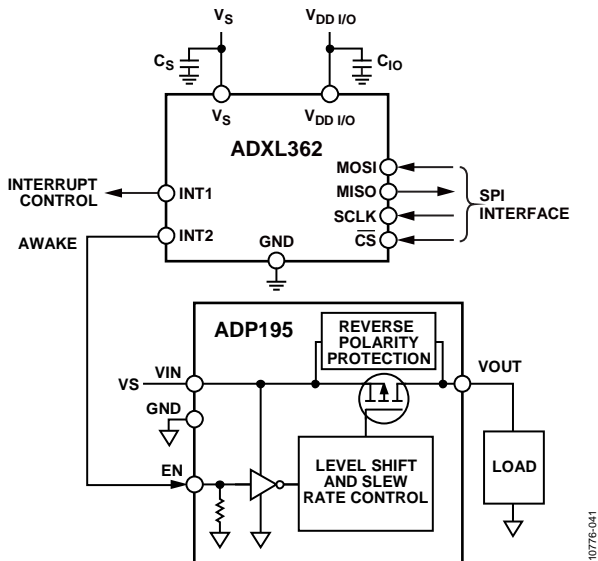 VS
VDD I/O
CS
CIO
VS
VDD I/O
ADXL362
MOSI
MISO
SCLK
CS
SPI
INTERFACE
INTERRUPT
CONTROL
INT1
AWAKE
INT2
GND
ADP195
REVERSE
POLARITY
PROTECTION
VIN
VS
VOUT
GND
EN
LEVEL SHIFT
AND SLEW
RATE CONTROL
LOAD
10776-041